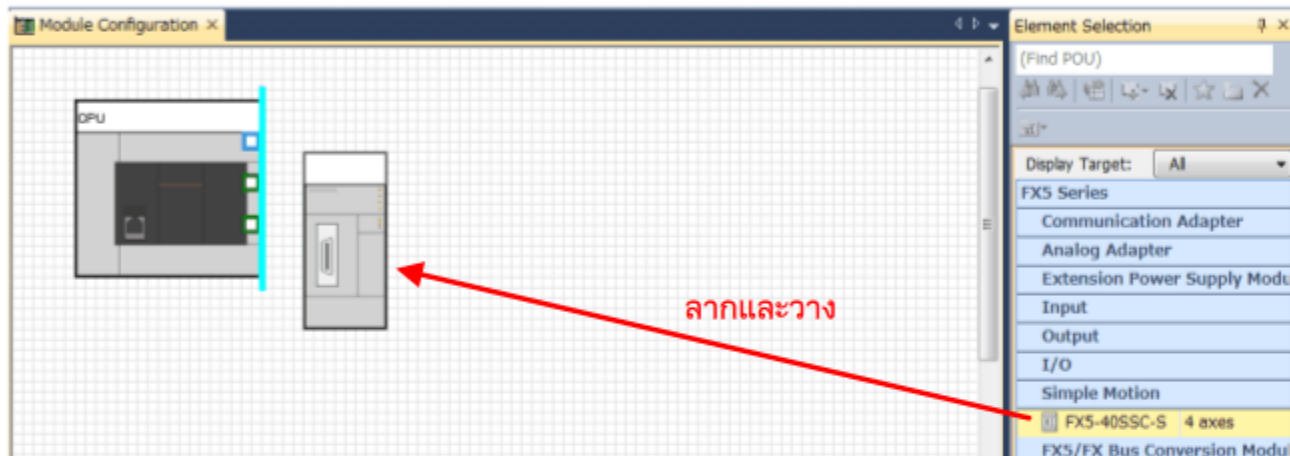 Module Configuration
Element Selection
(Find POU)
CPU
Display Target: All
FX5 Series
Communication Adapter
Analog Adapter
Extension Power Supply Modu
Input
ลากและวาง
Output
I/O
Simple Motion
FX5-40SSC-S 4 axes
FX5/FX Bus Conversion Modul